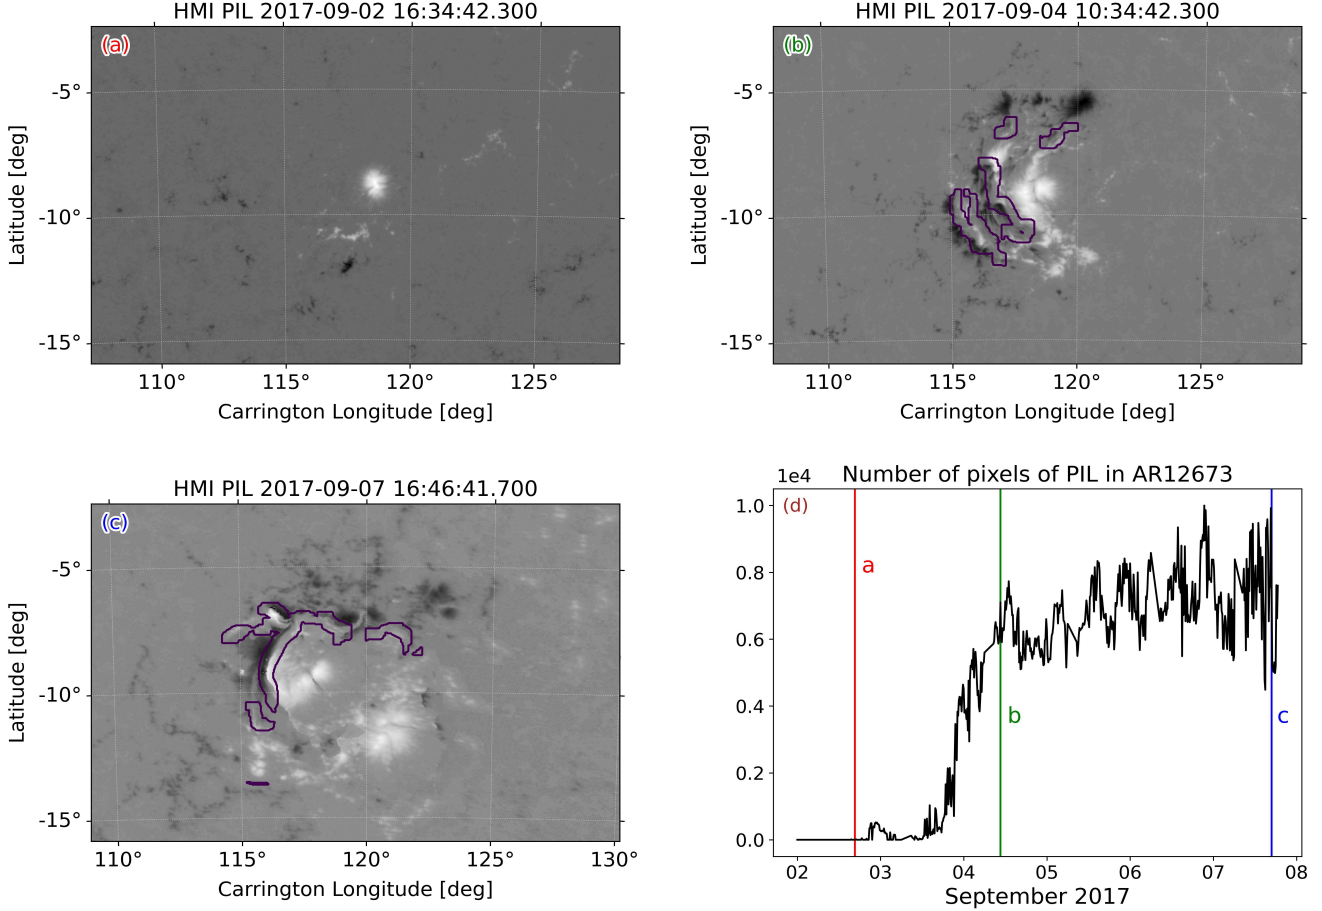 HMI PIL 2017-09-02 16:34:42.300
(a)
-5°
-10°
-15°
Latitude [deg]
110° 115° 120° 125°
Carrington Longitude [deg]
HMI PIL 2017-09-04 10:34:42.300
(b)
-5°
-10°
-15°
Latitude [deg]
110° 115° 120° 125°
Carrington Longitude [deg]
HMI PIL 2017-09-07 16:46:41.700
(c)
-5°
-10°
-15°
Latitude [deg]
110° 115° 120° 125° 130°
Carrington Longitude [deg]
1e4 Number of pixels of PIL in AR12673
(d)
1.0
0.8
0.6
0.4
0.2
0.0
a
b
c
02 03 04 05 06 07 08
September 2017